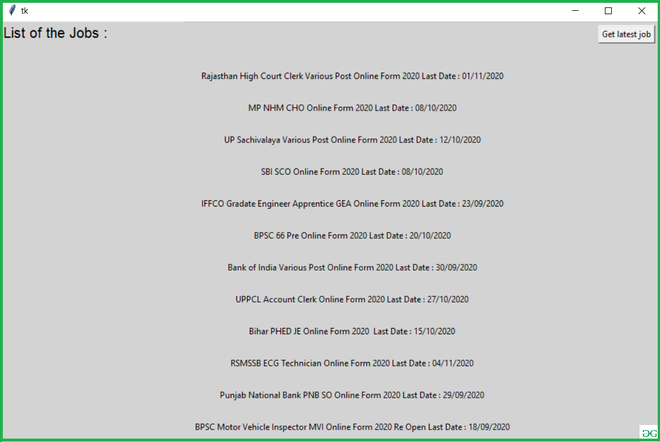 tk
List of the Jobs :
Get latest job
Rajasthan High Court Clerk Various Post Online Form 2020 Last Date : 01/11/2020
MP NHM CHO Online Form 2020 Last Date : 08/10/2020
UP Sachivalaya Various Post Online Form 2020 Last Date : 12/10/2020
SBI SCO Online Form 2020 Last Date : 08/10/2020
IFFCO Gradate Engineer Apprentice GEA Online Form 2020 Last Date : 23/09/2020
BPSC 66 Pre Online Form 2020 Last Date : 20/10/2020
Bank of India Various Post Online Form 2020 Last Date : 30/09/2020
UPPCL Account Clerk Online Form 2020 Last Date : 27/10/2020
Bihar PHED JE Online Form 2020  Last Date : 15/10/2020
RSMSSB ECG Technician Online Form 2020 Last Date : 04/11/2020
Punjab National Bank PNB SO Online Form 2020 Last Date : 29/09/2020
BPSC Motor Vehicle Inspector MVI Online Form 2020 Re Open Last Date : 18/09/2020